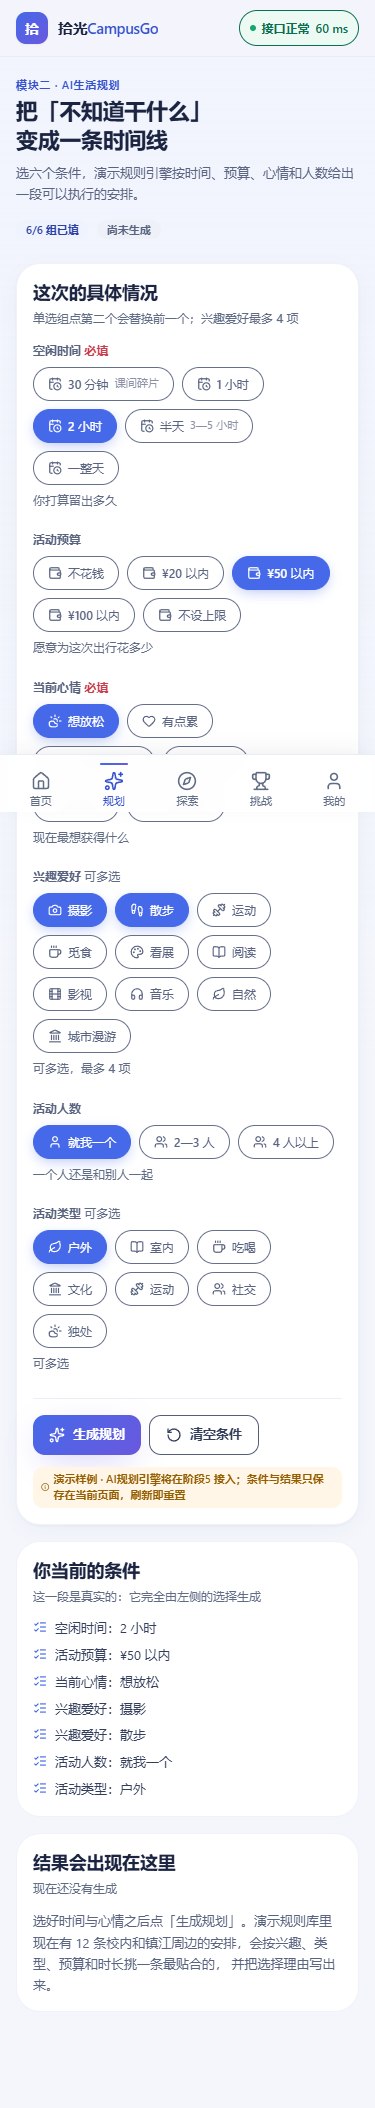 拾 拾光CampusGo 接口正常 60 ms
模块二 · AI生活规划
把「不知道干什么」
变成一条时间线
选六个条件，演示规则引擎按时间、预算、心情和人数给出
一段可以执行的安排。
6/6 组已填 尚未生成
这次的具体情况
单选组点第二个会替换前一个；兴趣爱好最多 4 项
空闲时间 必填
30 分钟 课间碎片 1 小时
2 小时 半天 3—5 小时
一整天
你打算留出多久
活动预算
不花钱 ¥20 以内 ¥50 以内
¥100 以内 不设上限
愿意为这次出行花多少
当前心情 必填
想放松 有点累
首页 规划 探索 挑战 我的
现在最想获得什么
兴趣爱好 可多选
摄影 散步 运动
觅食 看展 阅读
影视 音乐 自然
城市漫游
可多选，最多 4 项
活动人数
就我一个 2—3 人 4 人以上
一个人还是和别人一起
活动类型 可多选
户外 室内 吃喝
文化 运动 社交
独处
可多选
生成规划 清空条件
演示样例 · AI规划引擎将在阶段5 接入；条件与结果只保
存在当前页面，刷新即重置
你当前的条件
这一段是真实的：它完全由左侧的选择生成
空闲时间：2 小时
活动预算：¥50 以内
当前心情：想放松
兴趣爱好：摄影
兴趣爱好：散步
活动人数：就我一个
活动类型：户外
结果会出现在这里
现在还没有生成
选好时间与心情之后点「生成规划」。演示规则库里
现在有 12 条校内和镇江周边的安排，会按兴趣、类
型、预算和时长挑一条最贴合的， 并把选择理由写出
来。